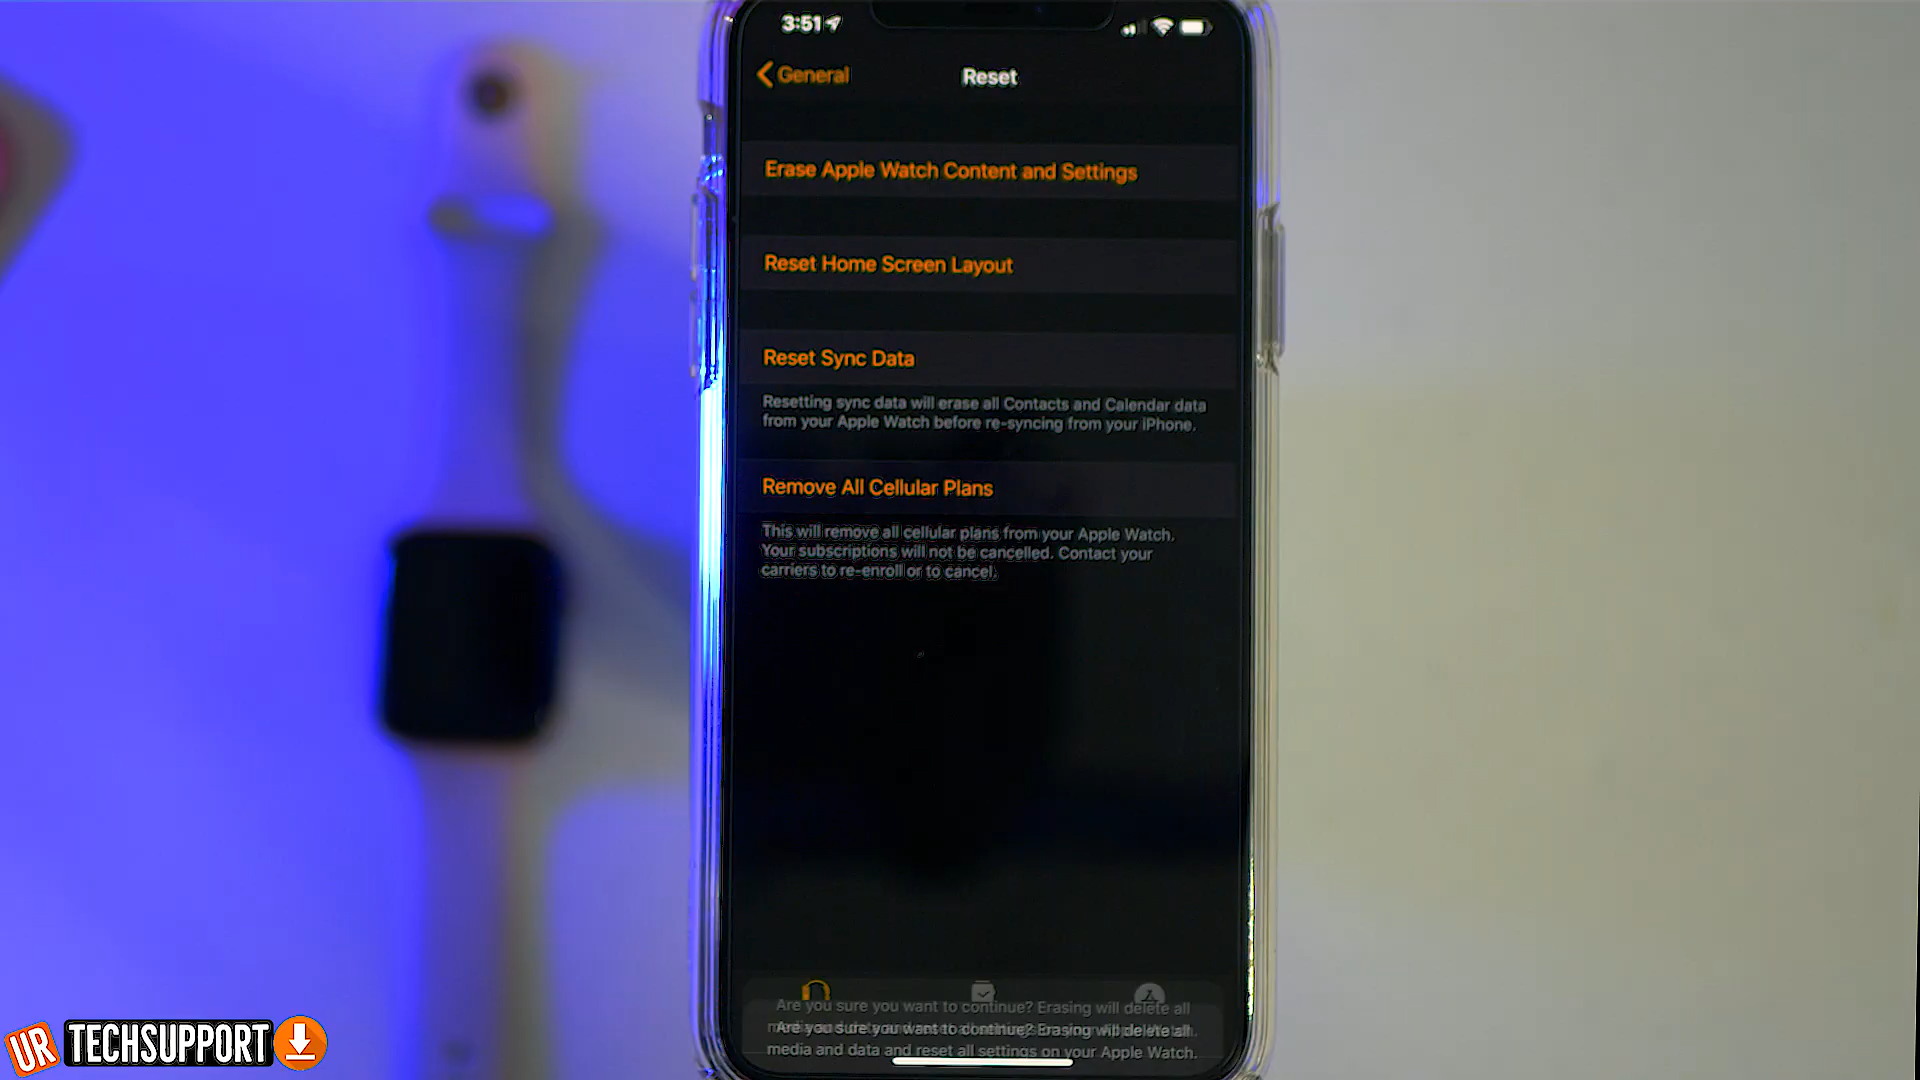 3:51
General
Reset
Erase Apple Watch Content and Settings
Reset Home Screen Layout
Reset Sync Data
Resetting sync data will erase all Contacts and Calendar data
from your Apple Watch before re-syncing from your iPhone.
Remove All Cellular Plans
This will remove all cellular plans from your Apple Watch.
Your subscriptions will not be cancelled. Contact your
carriers to re-enroll or to cancel.
Are you sure you want to continue? Erasing will delete all
Are you sure you want to continue? Erasing will delete all
media and data and reset all settings on your Apple Watch.
UR TECHSUPPORT